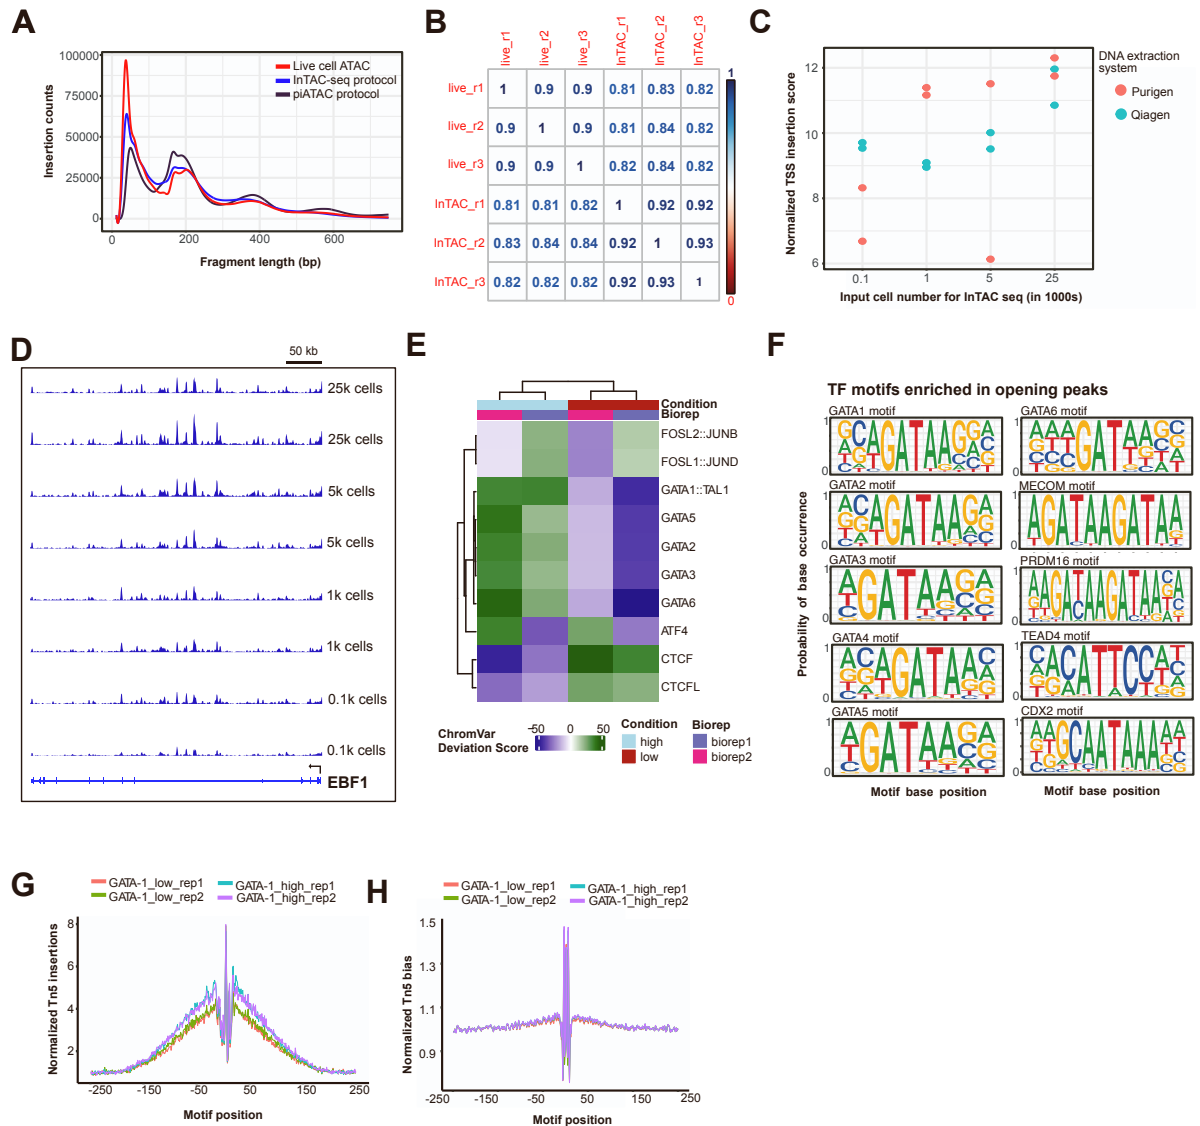 A
100000
75000
50000
25000
0
0
200
400
600
Insertion counts
Fragment length (bp)
Live cell ATAC
InTAC-seq protocol
piATAC protocol
B
live_r1
live_r2
live_r3
InTAC_r1
InTAC_r2
InTAC_r3
live_r1 1 0.9 0.9 0.81 0.83 0.82
live_r2 0.9 1 0.9 0.81 0.84 0.82
live_r3 0.9 0.9 1 0.82 0.84 0.82
InTAC_r1 0.81 0.81 0.82 1 0.92 0.92
InTAC_r2 0.83 0.84 0.84 0.92 1 0.93
InTAC_r3 0.82 0.82 0.82 0.92 0.93 1
1
0
C
12
10
8
6
0.1 1 5 25
Normalized TSS insertion score
Input cell number for InTAC seq (in 1000s)
DNA extraction
system
Purigen
Qiagen
D
50 kb
25k cells
25k cells
5k cells
5k cells
1k cells
1k cells
0.1k cells
0.1k cells
EBF1
E
Condition
Biorep
FOSL2::JUNB
FOSL1::JUND
GATA1::TAL1
GATA5
GATA2
GATA3
GATA6
ATF4
CTCF
CTCFL
ChromVar
Deviation Score
-50 0 50
Condition
high
low
Biorep
biorep1
biorep2
F
TF motifs enriched in opening peaks
Probability of base occurrence
GATA1 motif
GATA2 motif
GATA3 motif
GATA4 motif
GATA5 motif
Motif base position
GATA6 motif
MECOM motif
PRDM16 motif
TEAD4 motif
CDX2 motif
Motif base position
G
GATA-1_low_rep1
GATA-1_low_rep2
GATA-1_high_rep1
GATA-1_high_rep2
8
6
4
2
Normalized Tn5 insertions
-250 -150 -50 50 150 250
Motif position
H
GATA-1_low_rep1
GATA-1_low_rep2
GATA-1_high_rep1
GATA-1_high_rep2
1.5
1.3
1.1
0.9
Normalized Tn5 bias
-250 -150 -50 50 150 250
Motif position